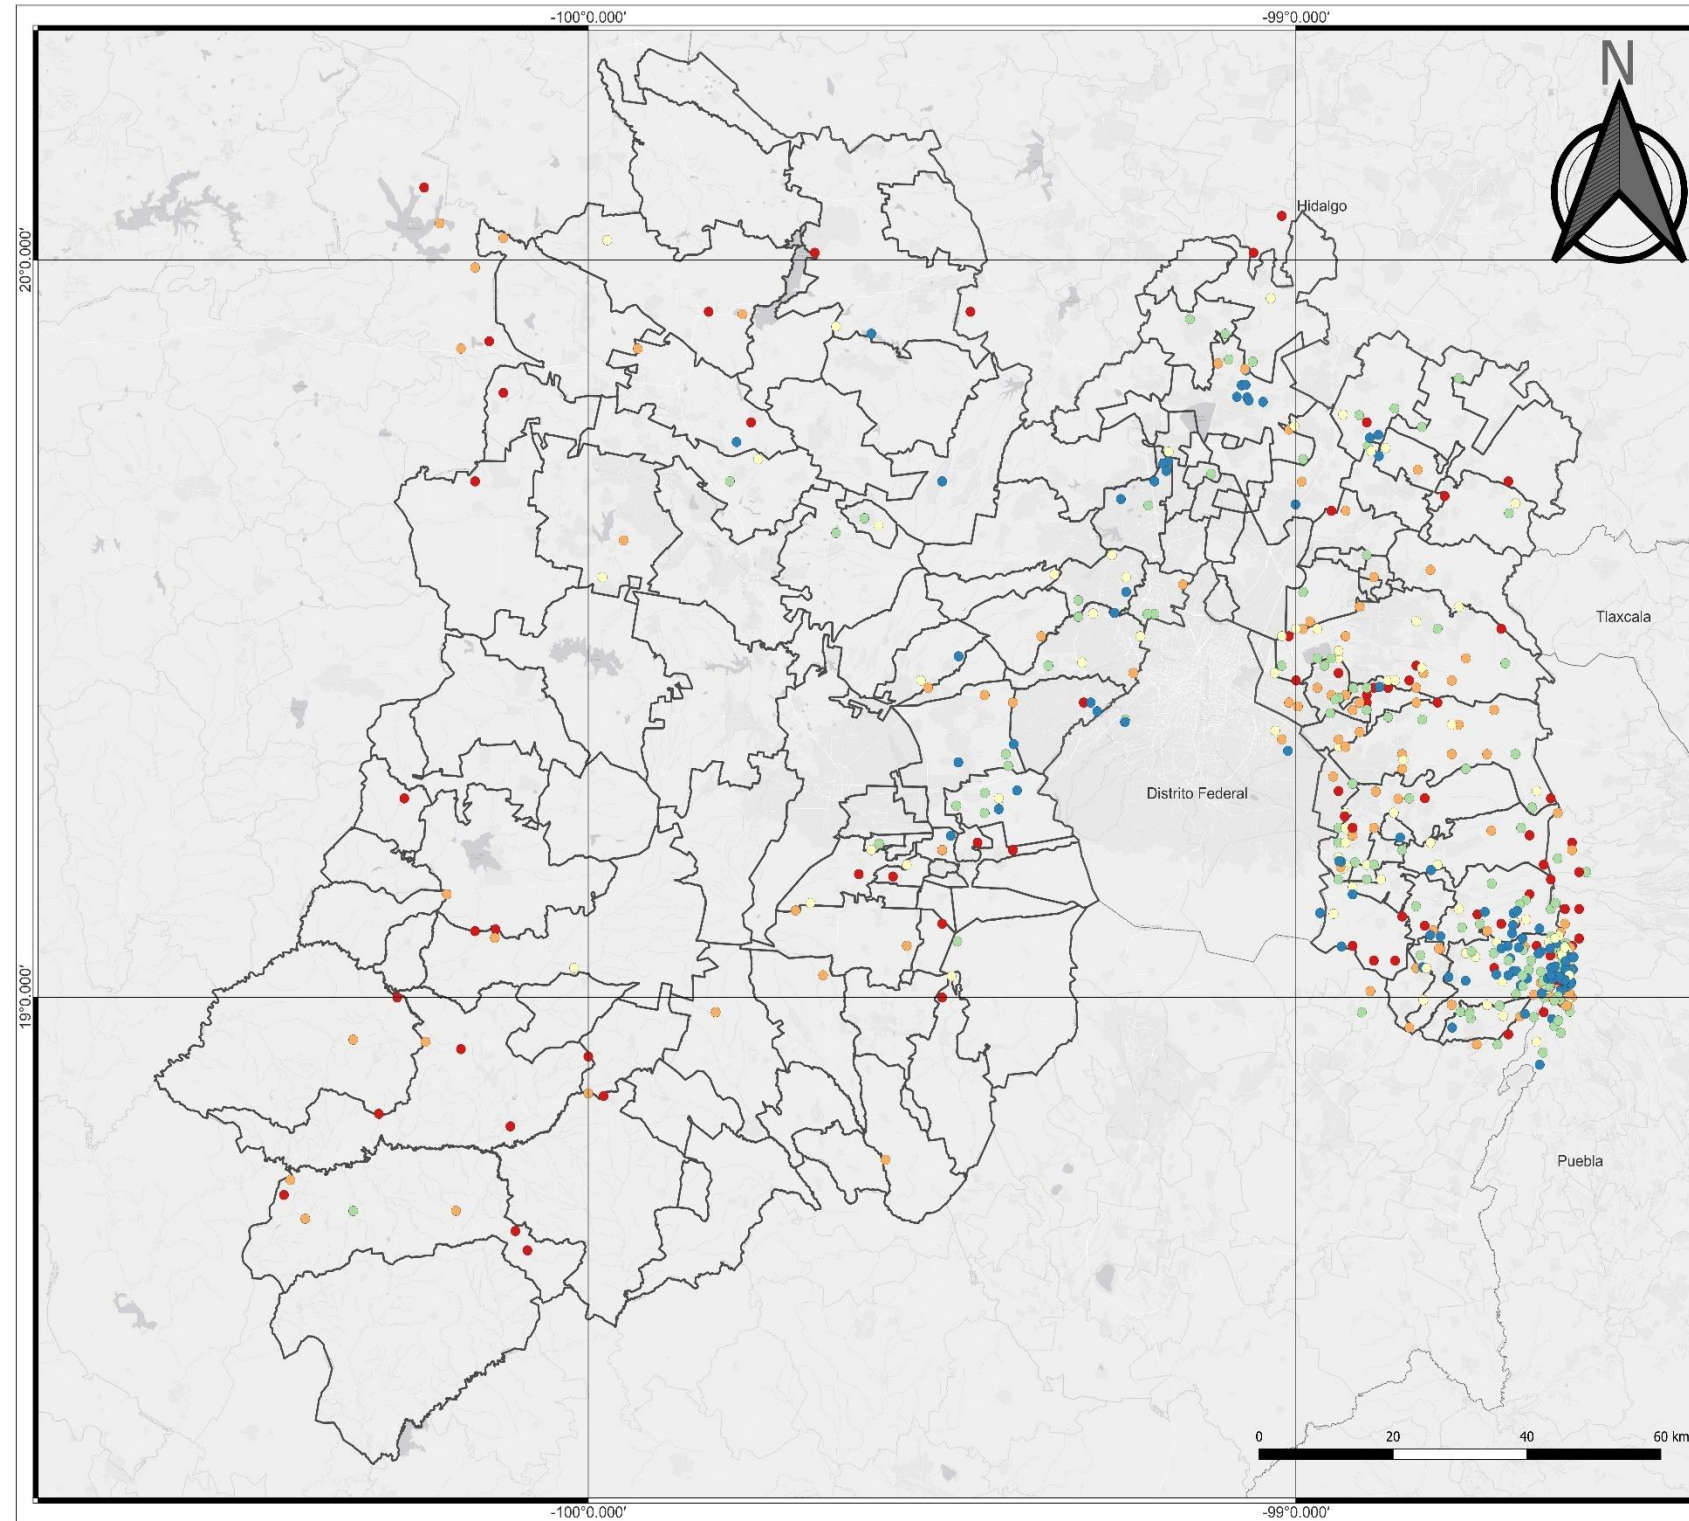 -100°0.000′ -99°0.000′
N
Hidalgo
20°0.000′
Tlaxcala
Distrito Federal
19°0.000′
Puebla
0 20 40 60 km
-100°0.000′ -99°0.000′